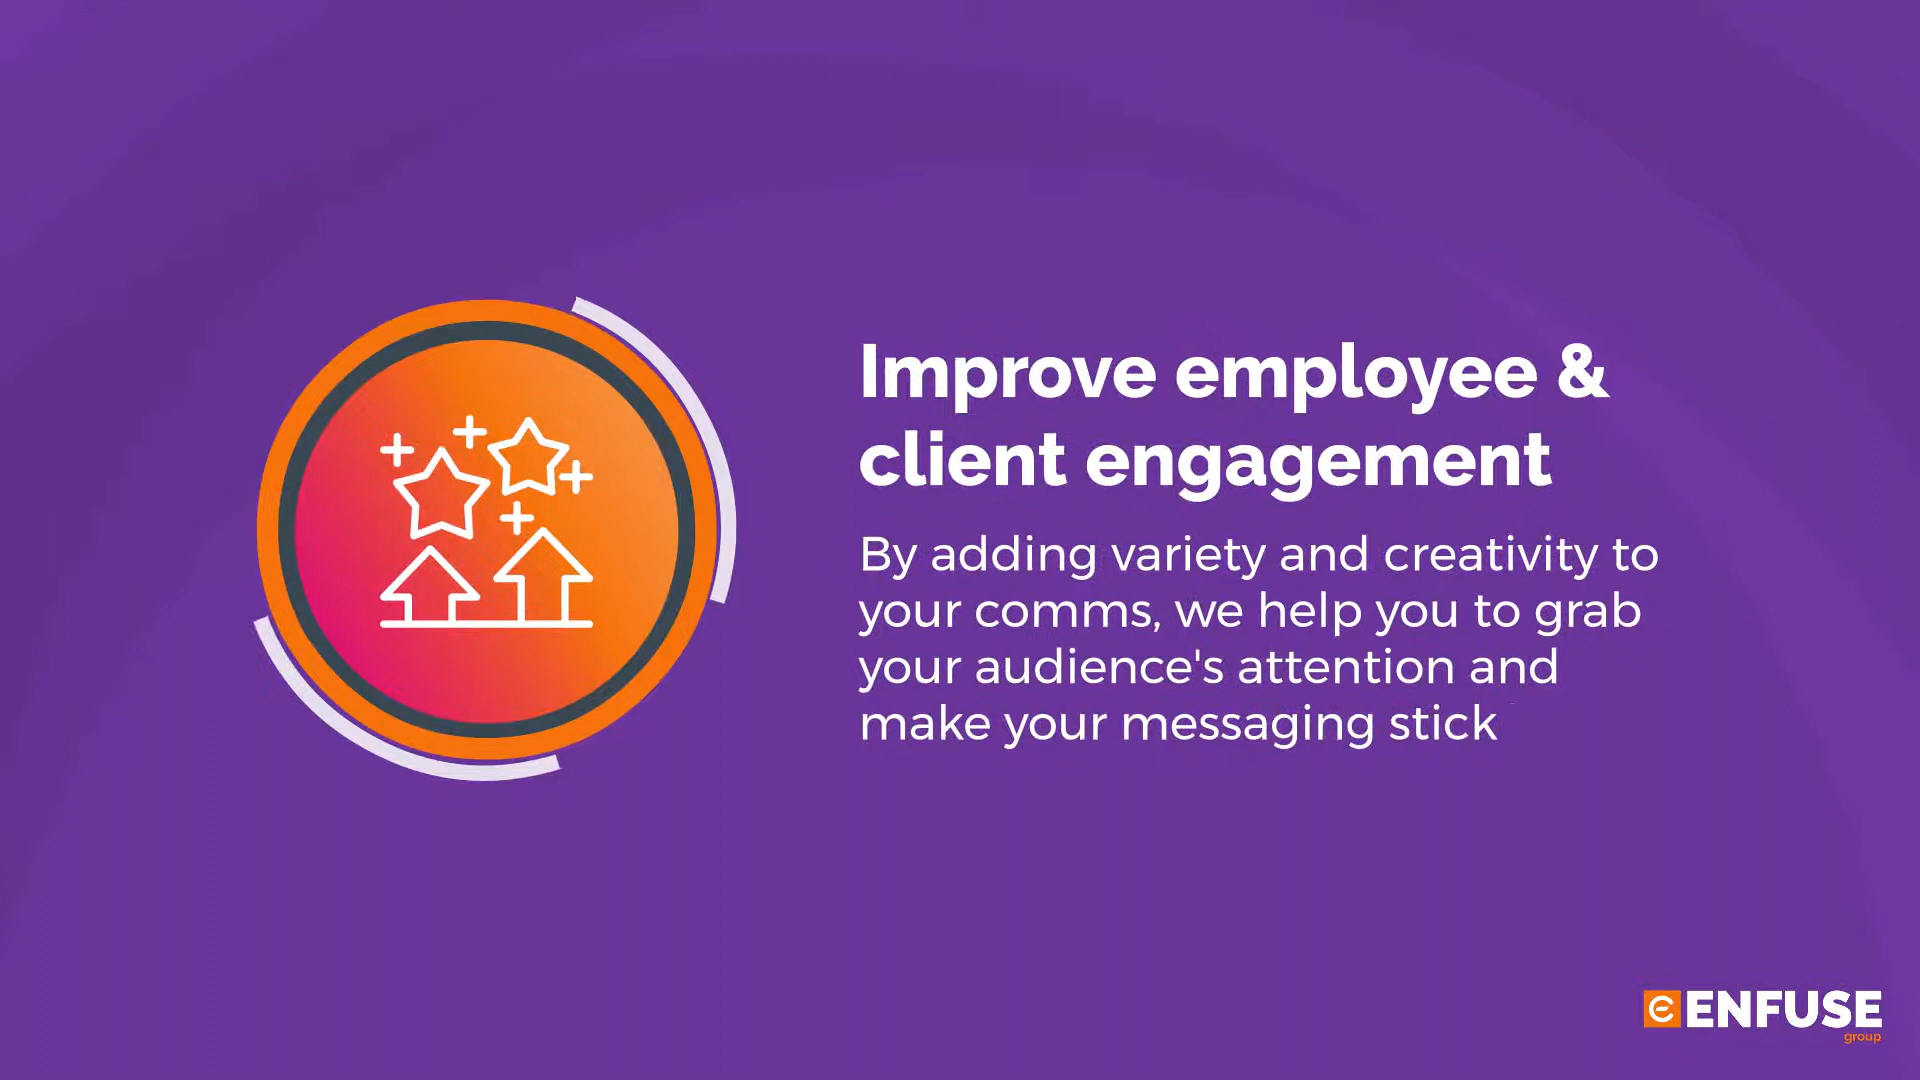 Improve employee &
client engagement
By adding variety and creativity to
your comms, we help you to grab
your audience's attention and
make your messaging stick
ENFUSE
group